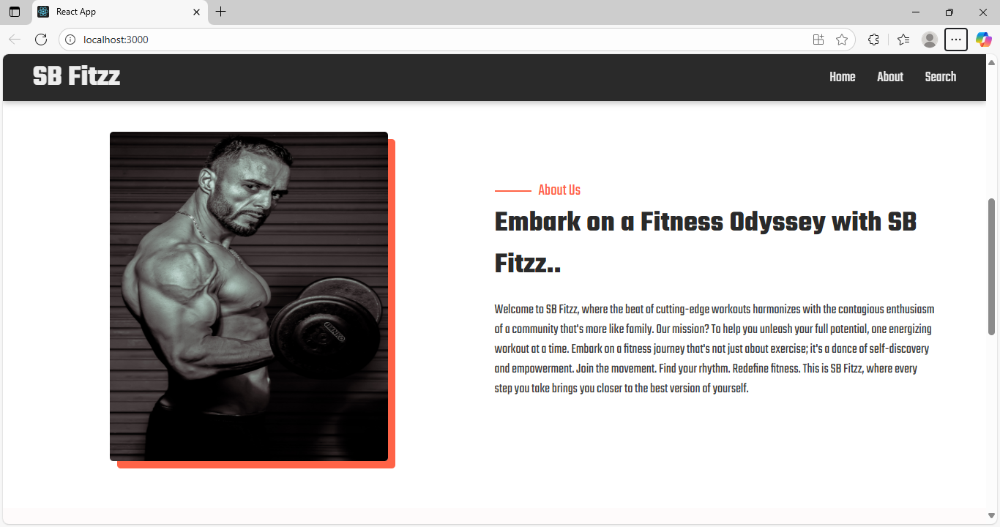 React App
localhost:3000
SB Fitzz
Home About Search
About Us
Embark on a Fitness Odyssey with SB
Fitzz..
Welcome to SB Fitzz, where the beat of cutting-edge workouts harmonizes with the contagious enthusiasm
of a community that's more like family. Our mission? To help you unleash your full potential, one energizing
workout at a time. Embark on a fitness journey that's not just about exercise; it's a dance of self-discovery
and empowerment. Join the movement. Find your rhythm. Redefine fitness. This is SB Fitzz, where every
step you take brings you closer to the best version of yourself.